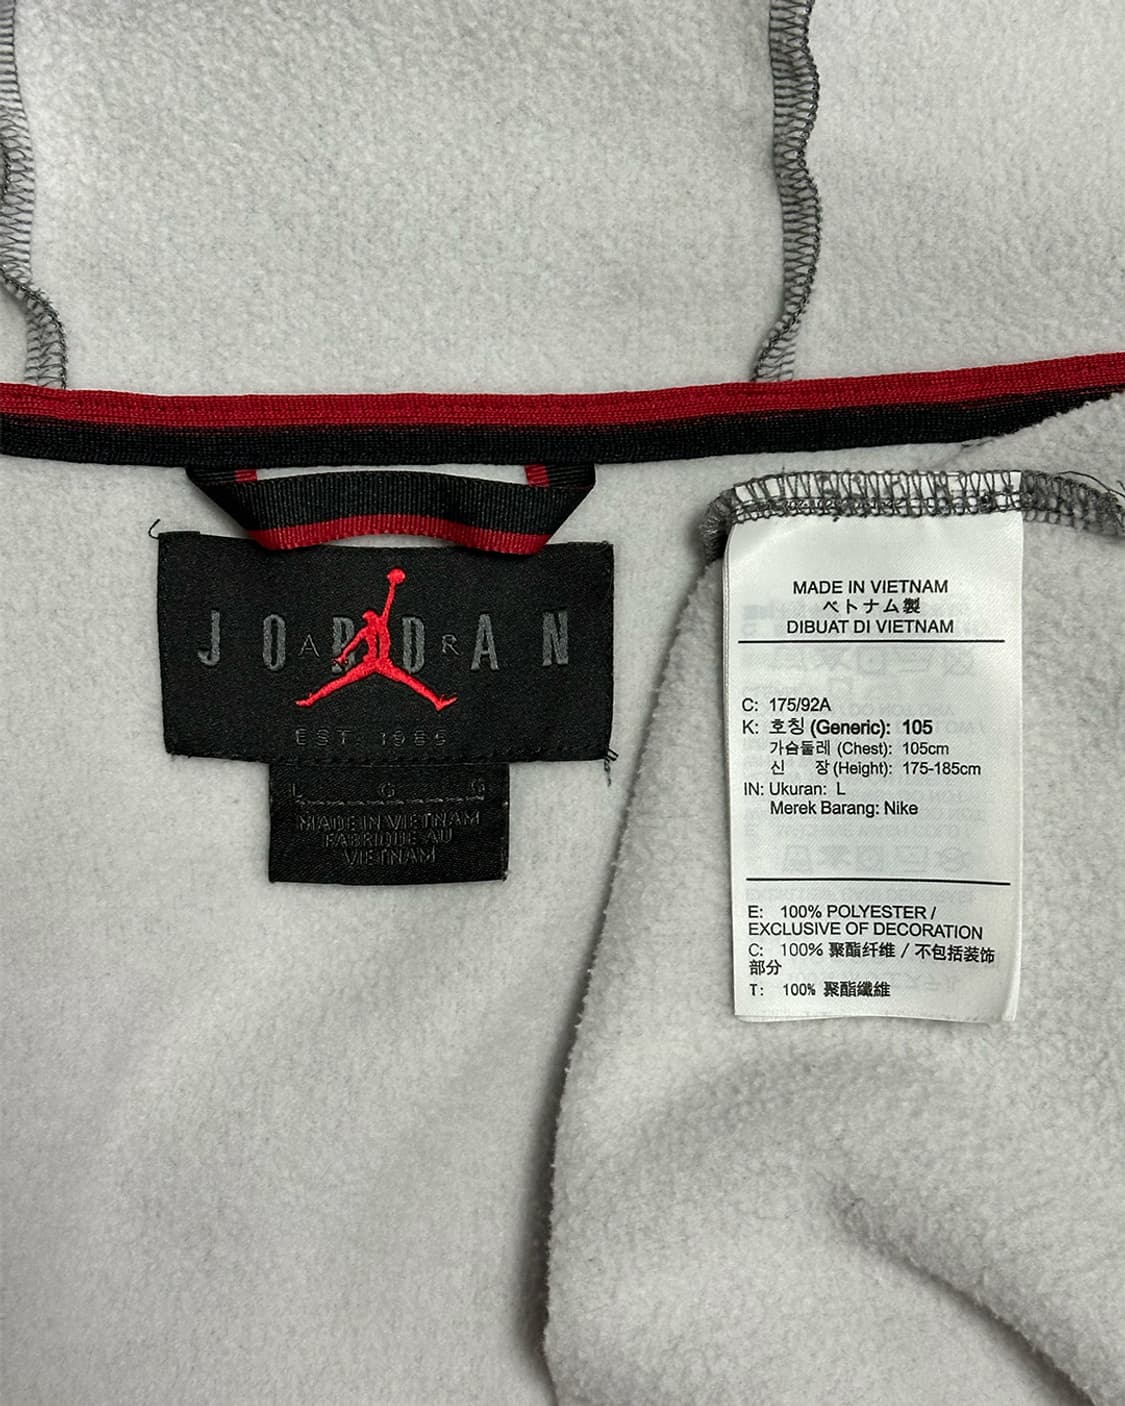 JORDAN
AIR
EST. 1985
L G G
MADE IN VIETNAM
FABRIQUÉ AU
VIETNAM
MADE IN VIETNAM
ベトナム製
DIBUAT DI VIETNAM
C: 175/92A
K: 호칭 (Generic): 105
가슴둘레 (Chest): 105cm
신 장 (Height): 175-185cm
IN: Ukuran: L
Merek Barang: Nike
E: 100% POLYESTER /
EXCLUSIVE OF DECORATION
C: 100% 聚酯纤维 / 不包括装饰
部分
T: 100% 聚酯纖維